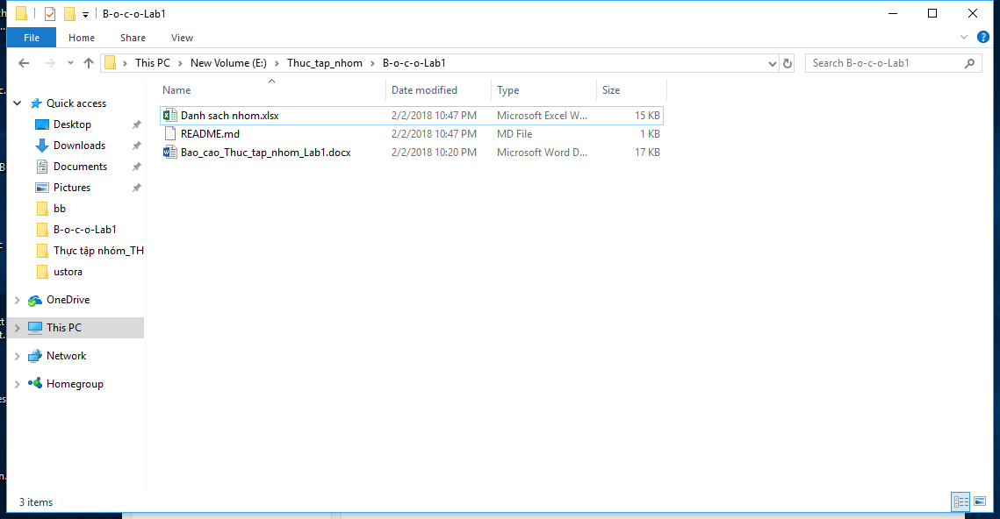 B-o-c-o-Lab1
File Home Share View
This PC New Volume (E:) Thuc_tap_nhom B-o-c-o-Lab1 Search B-o-c-o-Lab1
Name Date modified Type Size
Quick access
Desktop
Downloads
Documents
Pictures
bb
B-o-c-o-Lab1
Thực tập nhóm_TH
ustora
OneDrive
This PC
Network
Homegroup
Danh sach nhom.xlsx 2/2/2018 10:47 PM Microsoft Excel W... 15 KB
README.md 2/2/2018 10:47 PM MD File 1 KB
Bao_cao_Thuc_tap_nhom_Lab1.docx 2/2/2018 10:20 PM Microsoft Word D... 17 KB
3 items